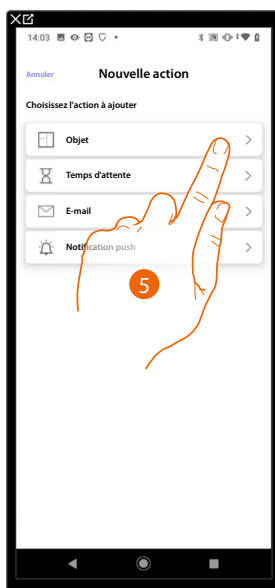 14:03
Annuler
Nouvelle action
Choisissez l'action à ajouter
Objet
Temps d'attente
E-mail
Notification push
5